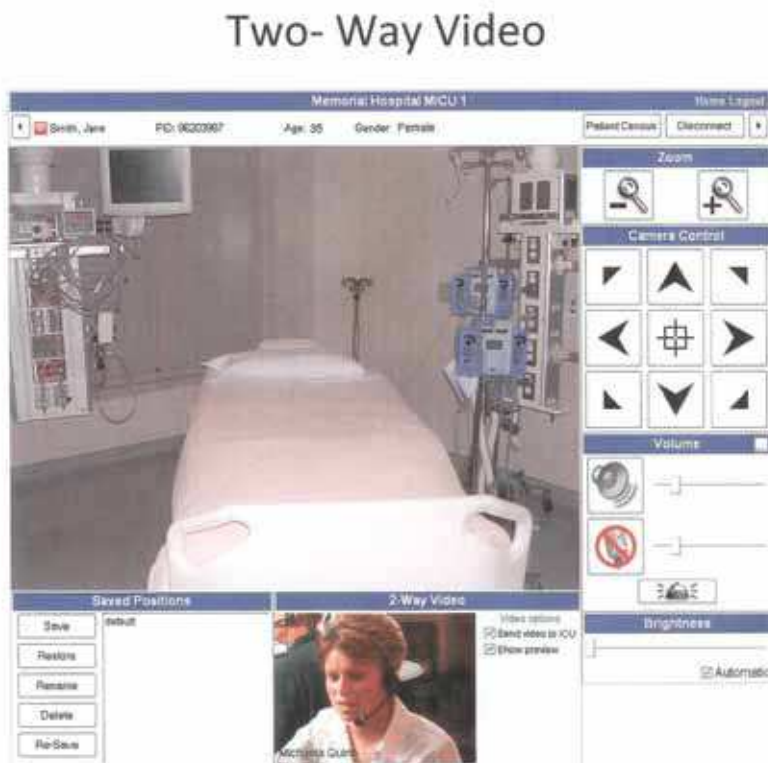 Two- Way Video
Memorial Hospital MICU 1
Home Logout
Smith, Jane
PID: 96203967
Age: 35
Gender: Female
Patient Census
Disconnect
Zoom
Camera Control
Volume
Saved Positions
2-Way Video
Brightness
Save
default
Video options
Send video to ICU
Restore
Show preview
Rename
Automatic
Delete
Re-Save